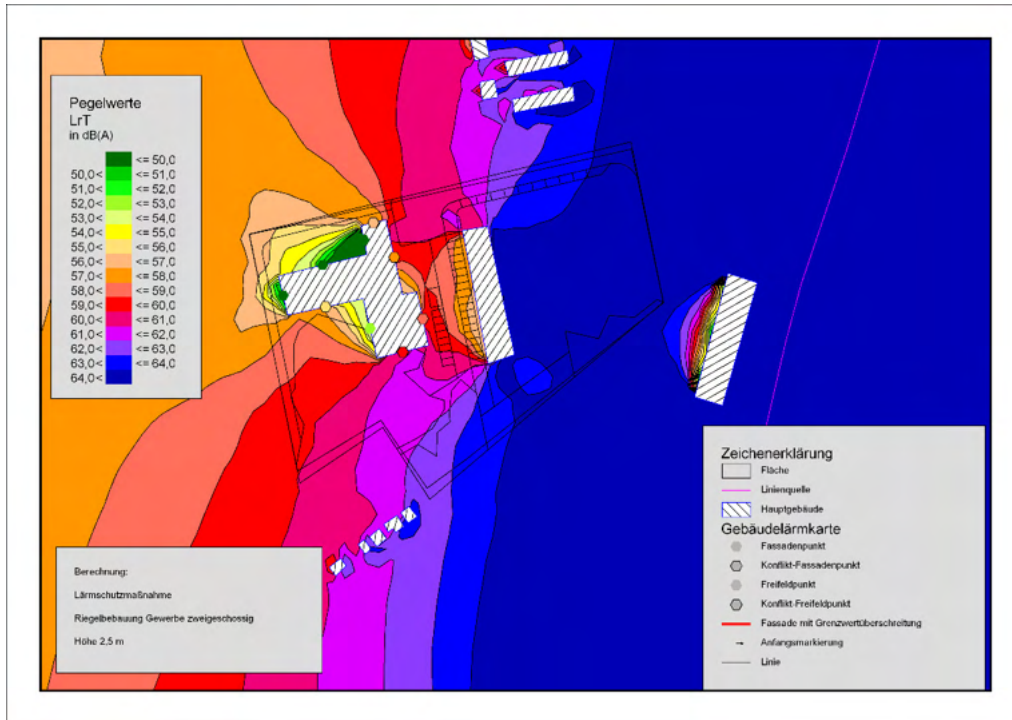 Pegelwerte
LrT
in dB(A)
<= 50,0
50,0< <= 51,0
51,0< <= 52,0
52,0< <= 53,0
53,0< <= 54,0
54,0< <= 55,0
55,0< <= 56,0
56,0< <= 57,0
57,0< <= 58,0
58,0< <= 59,0
59,0< <= 60,0
60,0< <= 61,0
61,0< <= 62,0
62,0< <= 63,0
63,0< <= 64,0
64,0<
Berechnung:
Lärmschutzmaßnahme
Riegelbebauung Gewerbe zweigeschossig
Höhe 2,5 m
Zeichenerklärung
Fläche
Linienquelle
Hauptgebäude
Gebäudelärmkarte
Fassadenpunkt
Konflikt-Fassadenpunkt
Freifeldpunkt
Konflikt-Freifeldpunkt
Fassade mit Grenzwertüberschreitung
Anfangsmarkierung
Linie